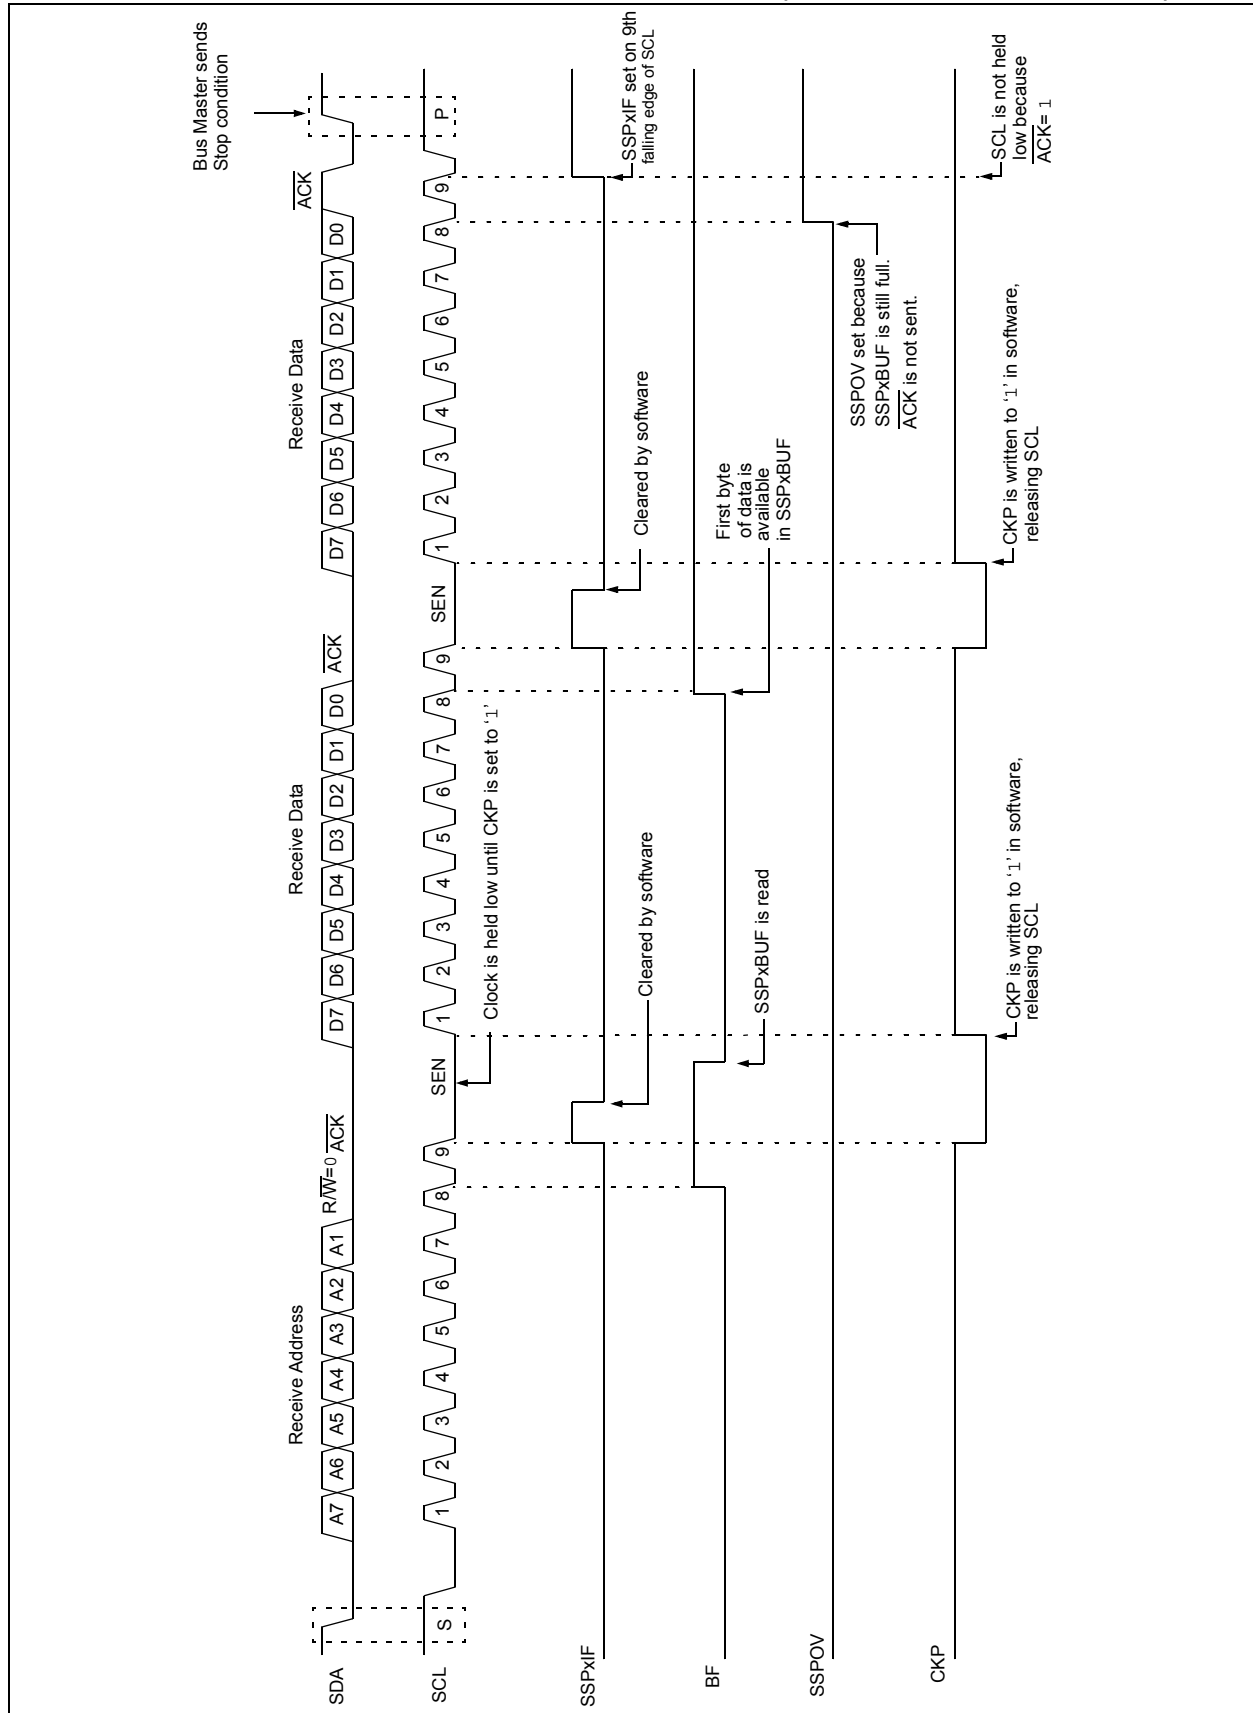 Bus Master sends
Stop condition
Receive Address
Receive Data
Receive Data
SDA
A7 A6 A5 A4 A3 A2 A1 R/W=0 ACK
D7 D6 D5 D4 D3 D2 D1 D0 ACK
D7 D6 D5 D4 D3 D2 D1 D0 ACK
SCL
S 1 2 3 4 5 6 7 8 9 SEN 1 2 3 4 5 6 7 8 9 SEN 1 2 3 4 5 6 7 8 9 P
Clock is held low until CKP is set to ‘1’
SSPxIF
Cleared by software
Cleared by software
SSPxIF set on 9th
falling edge of SCL
BF
SSPxBUF is read
First byte
of data is
available
in SSPxBUF
SSPOV
SSPOV set because
SSPxBUF is still full.
ACK is not sent.
CKP
CKP is written to ‘1’ in software,
releasing SCL
CKP is written to ‘1’ in software,
releasing SCL
SCL is not held
low because
ACK= 1